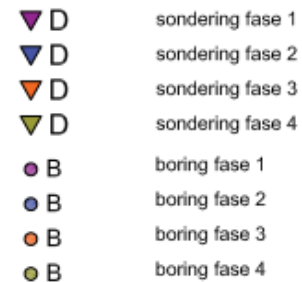 D sondering fase 1
D sondering fase 2
D sondering fase 3
D sondering fase 4
B boring fase 1
B boring fase 2
B boring fase 3
B boring fase 4